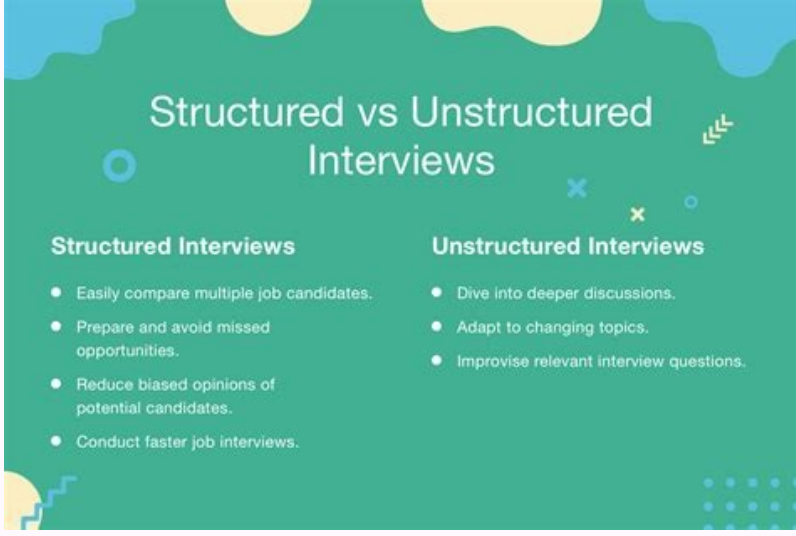 Structured vs Unstructured
Interviews
Structured Interviews
Easily compare multiple job candidates.
Prepare and avoid missed
opportunities.
Reduce biased opinions of
potential candidates.
Conduct faster job interviews.
Unstructured Interviews
Dive into deeper discussions.
Adapt to changing topics.
Improvise relevant interview questions.